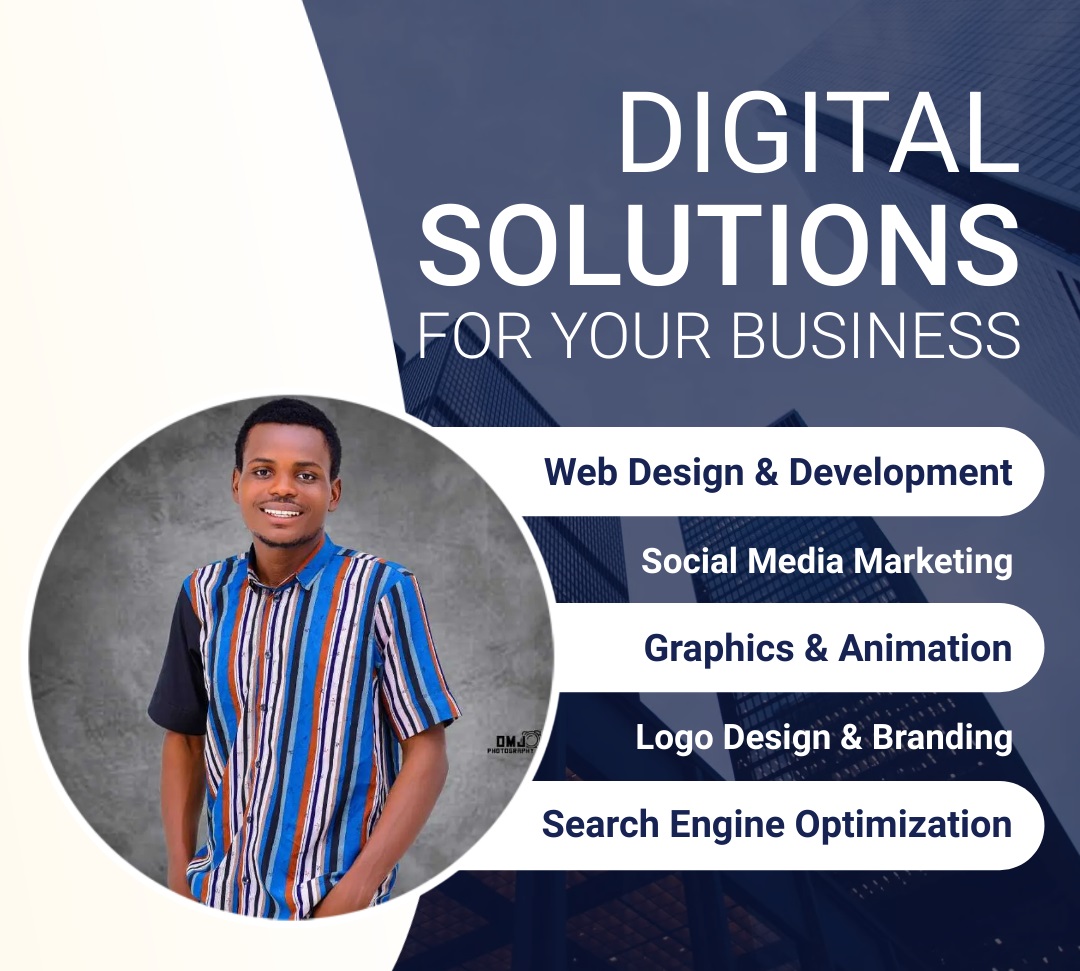 DIGITAL
SOLUTIONS
FOR YOUR BUSINESS
Web Design & Development
Social Media Marketing
Graphics & Animation
Logo Design & Branding
Search Engine Optimization
OMJ
PHOTOGRAPHY